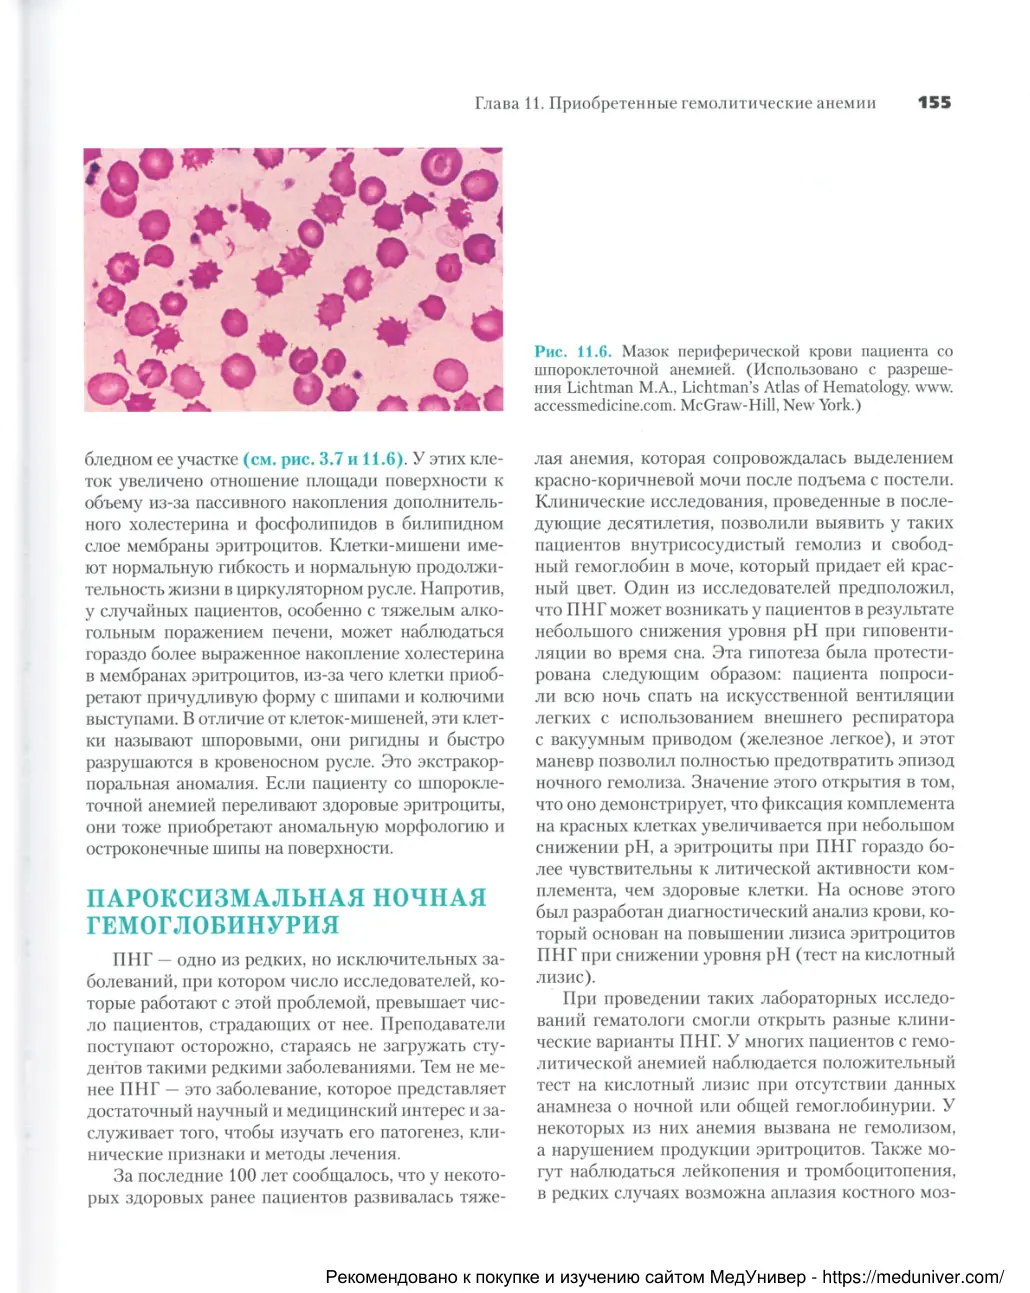 Глава 11. Приобретенные гемолитические анемии 155
Рис. 11.6. Мазок периферической крови пациента со
шпороклеточной анемией. (Использовано с разреше-
ния Lichtman M.A., Lichtman's Atlas of Hematology. www.
accessmedicine.com. McGraw-Hill, New York.)
бледном ее участке (см. рис. 3.7 и 11.6). У этих кле-
ток увеличено отношение площади поверхности к
объему из-за пассивного накопления дополнитель-
ного холестерина и фосфолипидов в билипидном
слое мембраны эритроцитов. Клетки-мишени име-
ют нормальную гибкость и нормальную продолжи-
тельность жизни в циркуляторном русле. Напротив,
у случайных пациентов, особенно с тяжелым алко-
гольным поражением печени, может наблюдаться
гораздо более выраженное накопление холестерина
в мембранах эритроцитов, из-за чего клетки приоб-
ретают причудливую форму с шипами и колючими
выступами. В отличие от клеток-мишеней, эти клет-
ки называют шпоровыми, они ригидны и быстро
разрушаются в кровеносном русле. Это экстракор-
поральная аномалия. Если пациенту со шпорокле-
точной анемией переливают здоровые эритроциты,
они тоже приобретают аномальную морфологию и
остроконечные шипы на поверхности.
ПАРОКСИЗМАЛЬНАЯ НОЧНАЯ
ГЕМОГЛОБИНУРИЯ
ПНГ — одно из редких, но исключительных за-
болеваний, при котором число исследователей, ко-
торые работают с этой проблемой, превышает чис-
ло пациентов, страдающих от нее. Преподаватели
поступают осторожно, стараясь не загружать сту-
дентов такими редкими заболеваниями. Тем не ме-
нее ПНГ — это заболевание, которое представляет
достаточный научный и медицинский интерес и за-
служивает того, чтобы изучать его патогенез, кли-
нические признаки и методы лечения.
За последние 100 лет сообщалось, что у некото-
рых здоровых ранее пациентов развивалась тяже-
лая анемия, которая сопровождалась выделением
красно-коричневой мочи после подъема с постели.
Клинические исследования, проведенные в после-
дующие десятилетия, позволили выявить у таких
пациентов внутрисосудистый гемолиз и свобод-
ный гемоглобин в моче, который придает ей крас-
ный цвет. Один из исследователей предположил,
что ПНГ может возникать у пациентов в результате
небольшого снижения уровня pH при гиповенти-
ляции во время сна. Эта гипотеза была протести-
рована следующим образом: пациента попроси-
ли всю ночь спать на искусственной вентиляции
легких с использованием внешнего респиратора
с вакуумным приводом (железное легкое), и этот
маневр позволил полностью предотвратить эпизод
ночного гемолиза. Значение этого открытия в том,
что оно демонстрирует, что фиксация комплемента
на красных клетках увеличивается при небольшом
снижении pH, а эритроциты при ПНГ гораздо бо-
лее чувствительны к литической активности ком-
племента, чем здоровые клетки. На основе этого
был разработан диагностический анализ крови, ко-
торый основан на повышении лизиса эритроцитов
ПНГ при снижении уровня pH (тест на кислотный
лизис).
При проведении таких лабораторных исследо-
ваний гематологи смогли открыть разные клини-
ческие варианты ПНГ. У многих пациентов с гемо-
литической анемией наблюдается положительный
тест на кислотный лизис при отсутствии данных
анамнеза о ночной или общей гемоглобинурии. У
некоторых из них анемия вызвана не гемолизом,
а нарушением продукции эритроцитов. Также мо-
гут наблюдаться лейкопения и тромбоцитопения,
в редких случаях возможна аплазия костного моз-
Рекомендовано к покупке и изучению сайтом МедУнивер - https://meduniver.com/